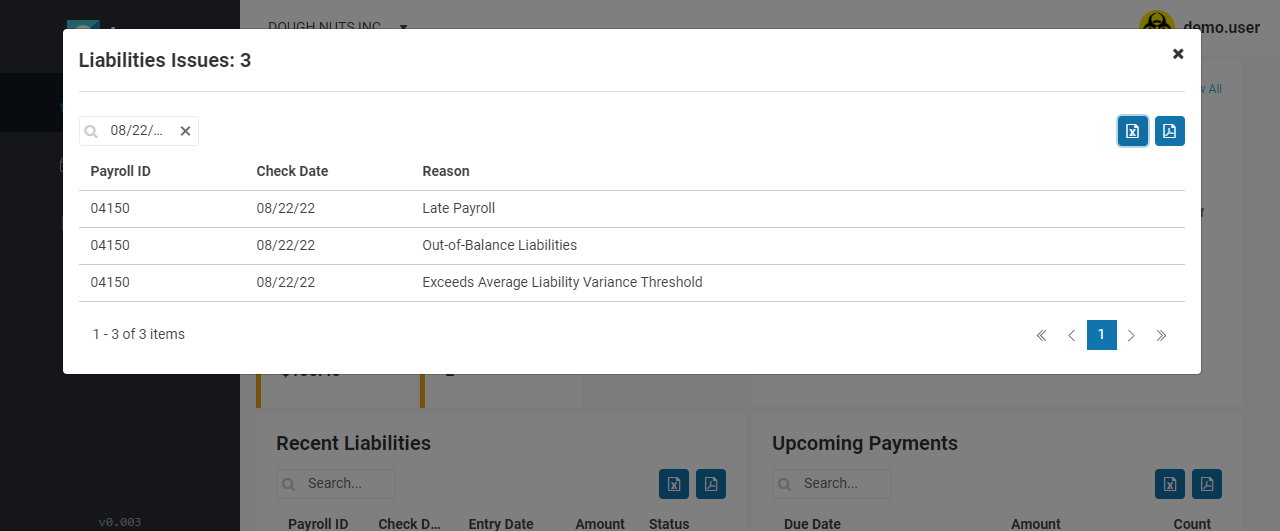 DOUGH NUTS INC
demo.user
Liabilities Issues: 3
All
08/22/...
Payroll ID Check Date Reason
04150 08/22/22 Late Payroll
04150 08/22/22 Out-of-Balance Liabilities
04150 08/22/22 Exceeds Average Liability Variance Threshold
1 - 3 of 3 items
1
Recent Liabilities
Upcoming Payments
Search...
Search...
Payroll ID Check D... Entry Date Amount Status
Due Date Amount Count
v0.003